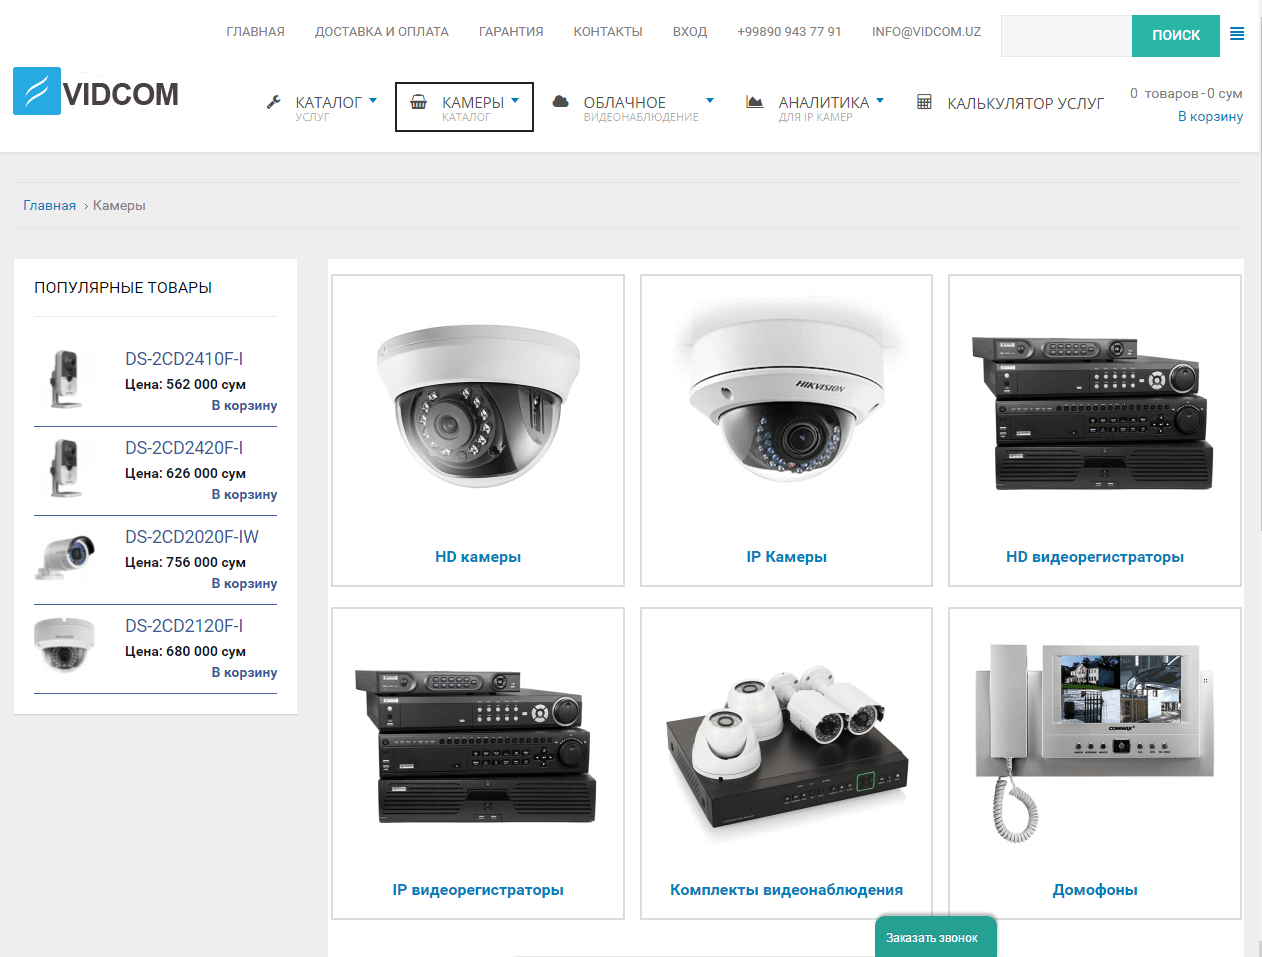 ГЛАВНАЯ ДОСТАВКА И ОПЛАТА ГАРАНТИЯ КОНТАКТЫ ВХОД +99890 943 77 91 INFO@VIDCOM.UZ ПОИСК
VIDCOM
КАТАЛОГ
УСЛУГ
КАМЕРЫ
КАТАЛОГ
ОБЛАЧНОЕ
ВИДЕОНАБЛЮДЕНИЕ
АНАЛИТИКА
ДЛЯ IP КАМЕР
КАЛЬКУЛЯТОР УСЛУГ
0 товаров - 0 сум
В корзину
Главная › Камеры
ПОПУЛЯРНЫЕ ТОВАРЫ
DS-2CD2410F-I
Цена: 562 000 сум
В корзину
DS-2CD2420F-I
Цена: 626 000 сум
В корзину
DS-2CD2020F-IW
Цена: 756 000 сум
В корзину
DS-2CD2120F-I
Цена: 680 000 сум
В корзину
HIKVISION
HD камеры
IP Камеры
HD видеорегистраторы
COMMAX
IP видеорегистраторы
Комплекты видеонаблюдения
Домофоны
Заказать звонок